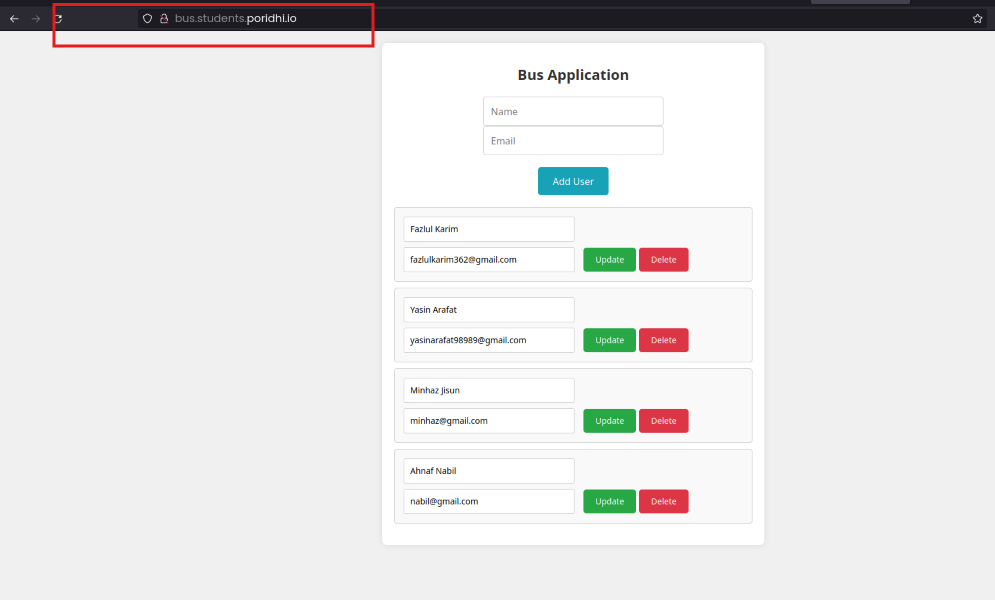 bus.students.poridhi.io
Bus Application
Name
Email
Add User
Fazlul Karim
fazlulkarim362@gmail.com Update Delete
Yasin Arafat
yasinarafat98989@gmail.com Update Delete
Minhaz Jisun
minhaz@gmail.com Update Delete
Ahnaf Nabil
nabil@gmail.com Update Delete